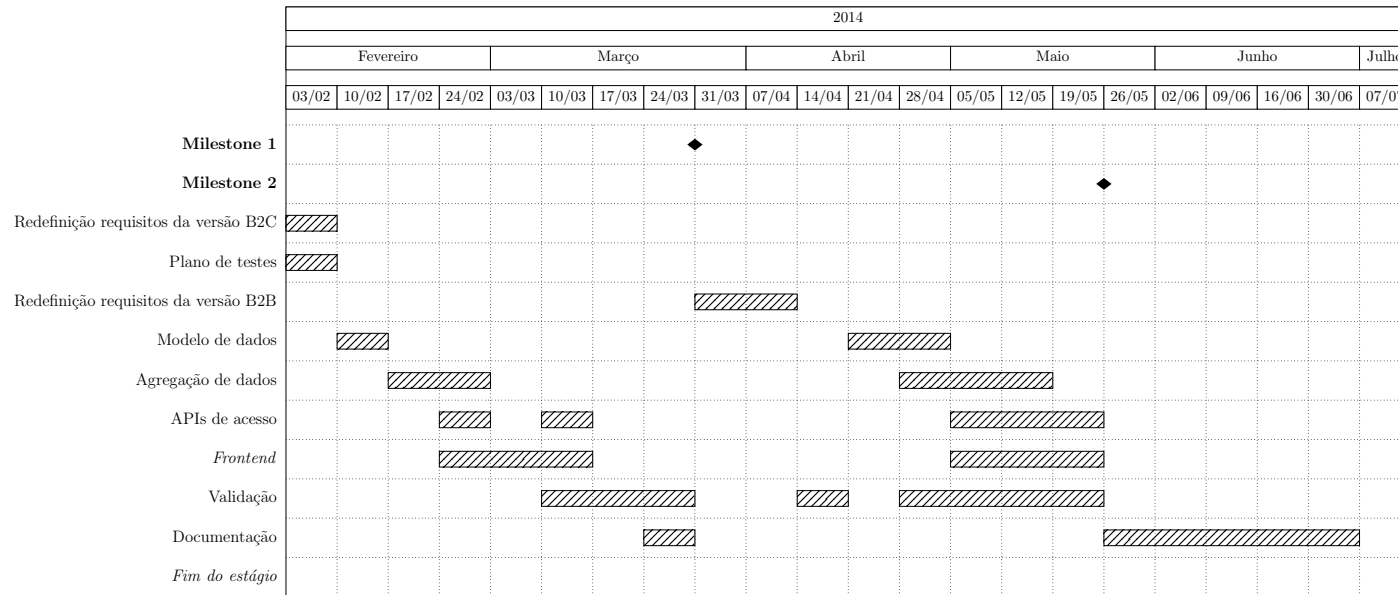 2014
Fevereiro Março Abril Maio Junho Julho
03/02 10/02 17/02 24/02 03/03 10/03 17/03 24/03 31/03 07/04 14/04 21/04 28/04 05/05 12/05 19/05 26/05 02/06 09/06 16/06 30/06 07/07
Milestone 1
Milestone 2
Redefinição requisitos da versão B2C
Plano de testes
Redefinição requisitos da versão B2B
Modelo de dados
Agregação de dados
APIs de acesso
Frontend
Validação
Documentação
Fim do estágio